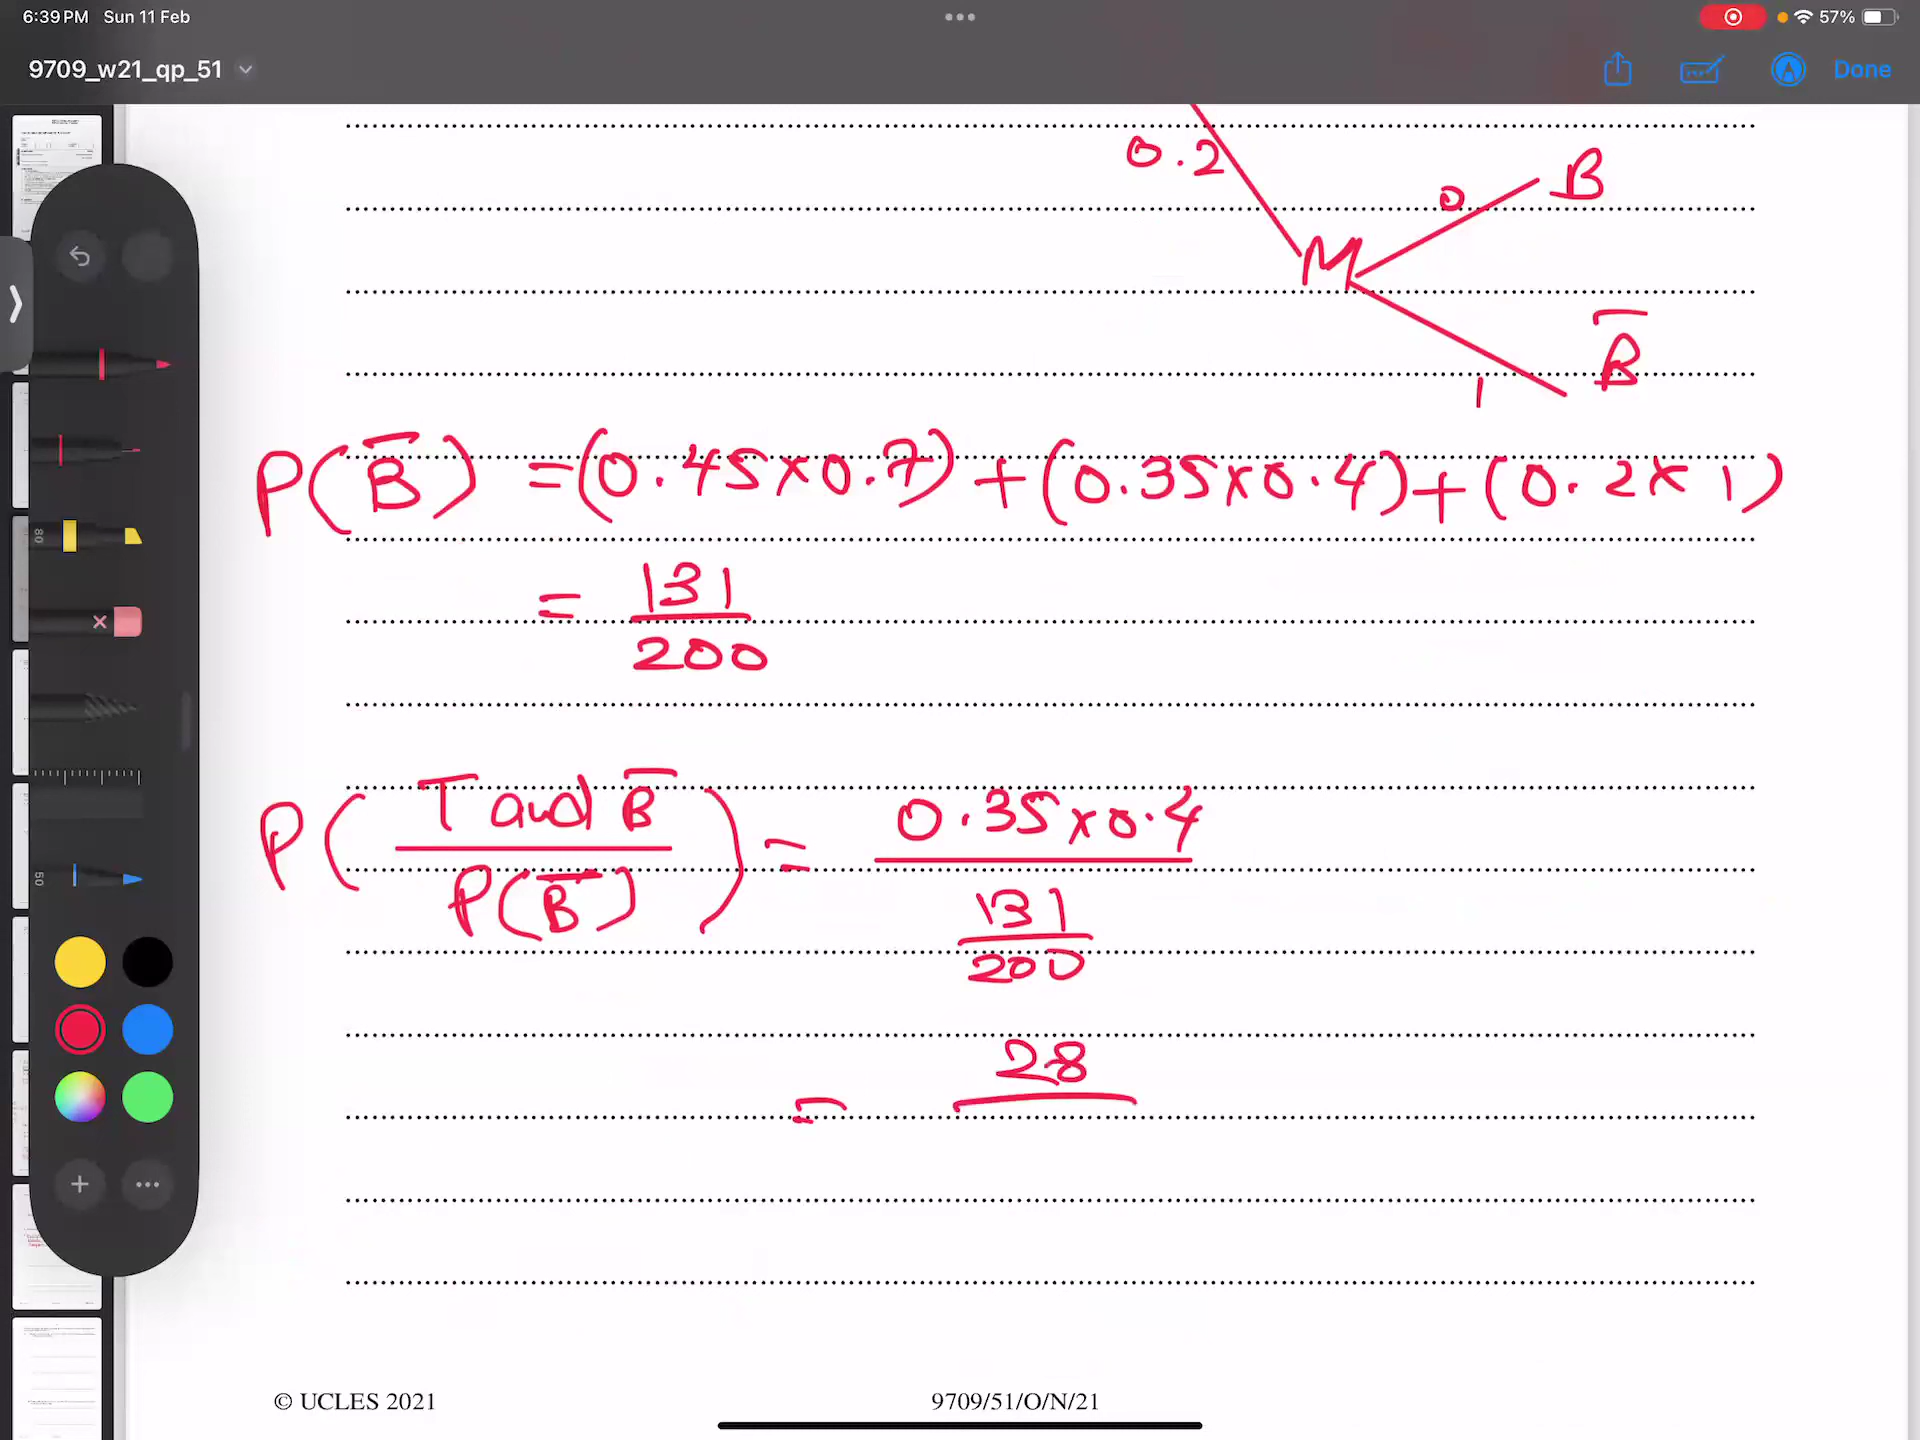 6:39 PM Sun 11 Feb
57%
9709_w21_qp_51
Done
0.2
0
B
M
1
B̅
P(B̅) = (0.45×0.7) + (0.35×0.4) + (0.2×1)
= 131/200
P( T and B̅ / P(B̅) ) = 0.35×0.4 / 131/200
= 28
80
50
© UCLES 2021
9709/51/O/N/21